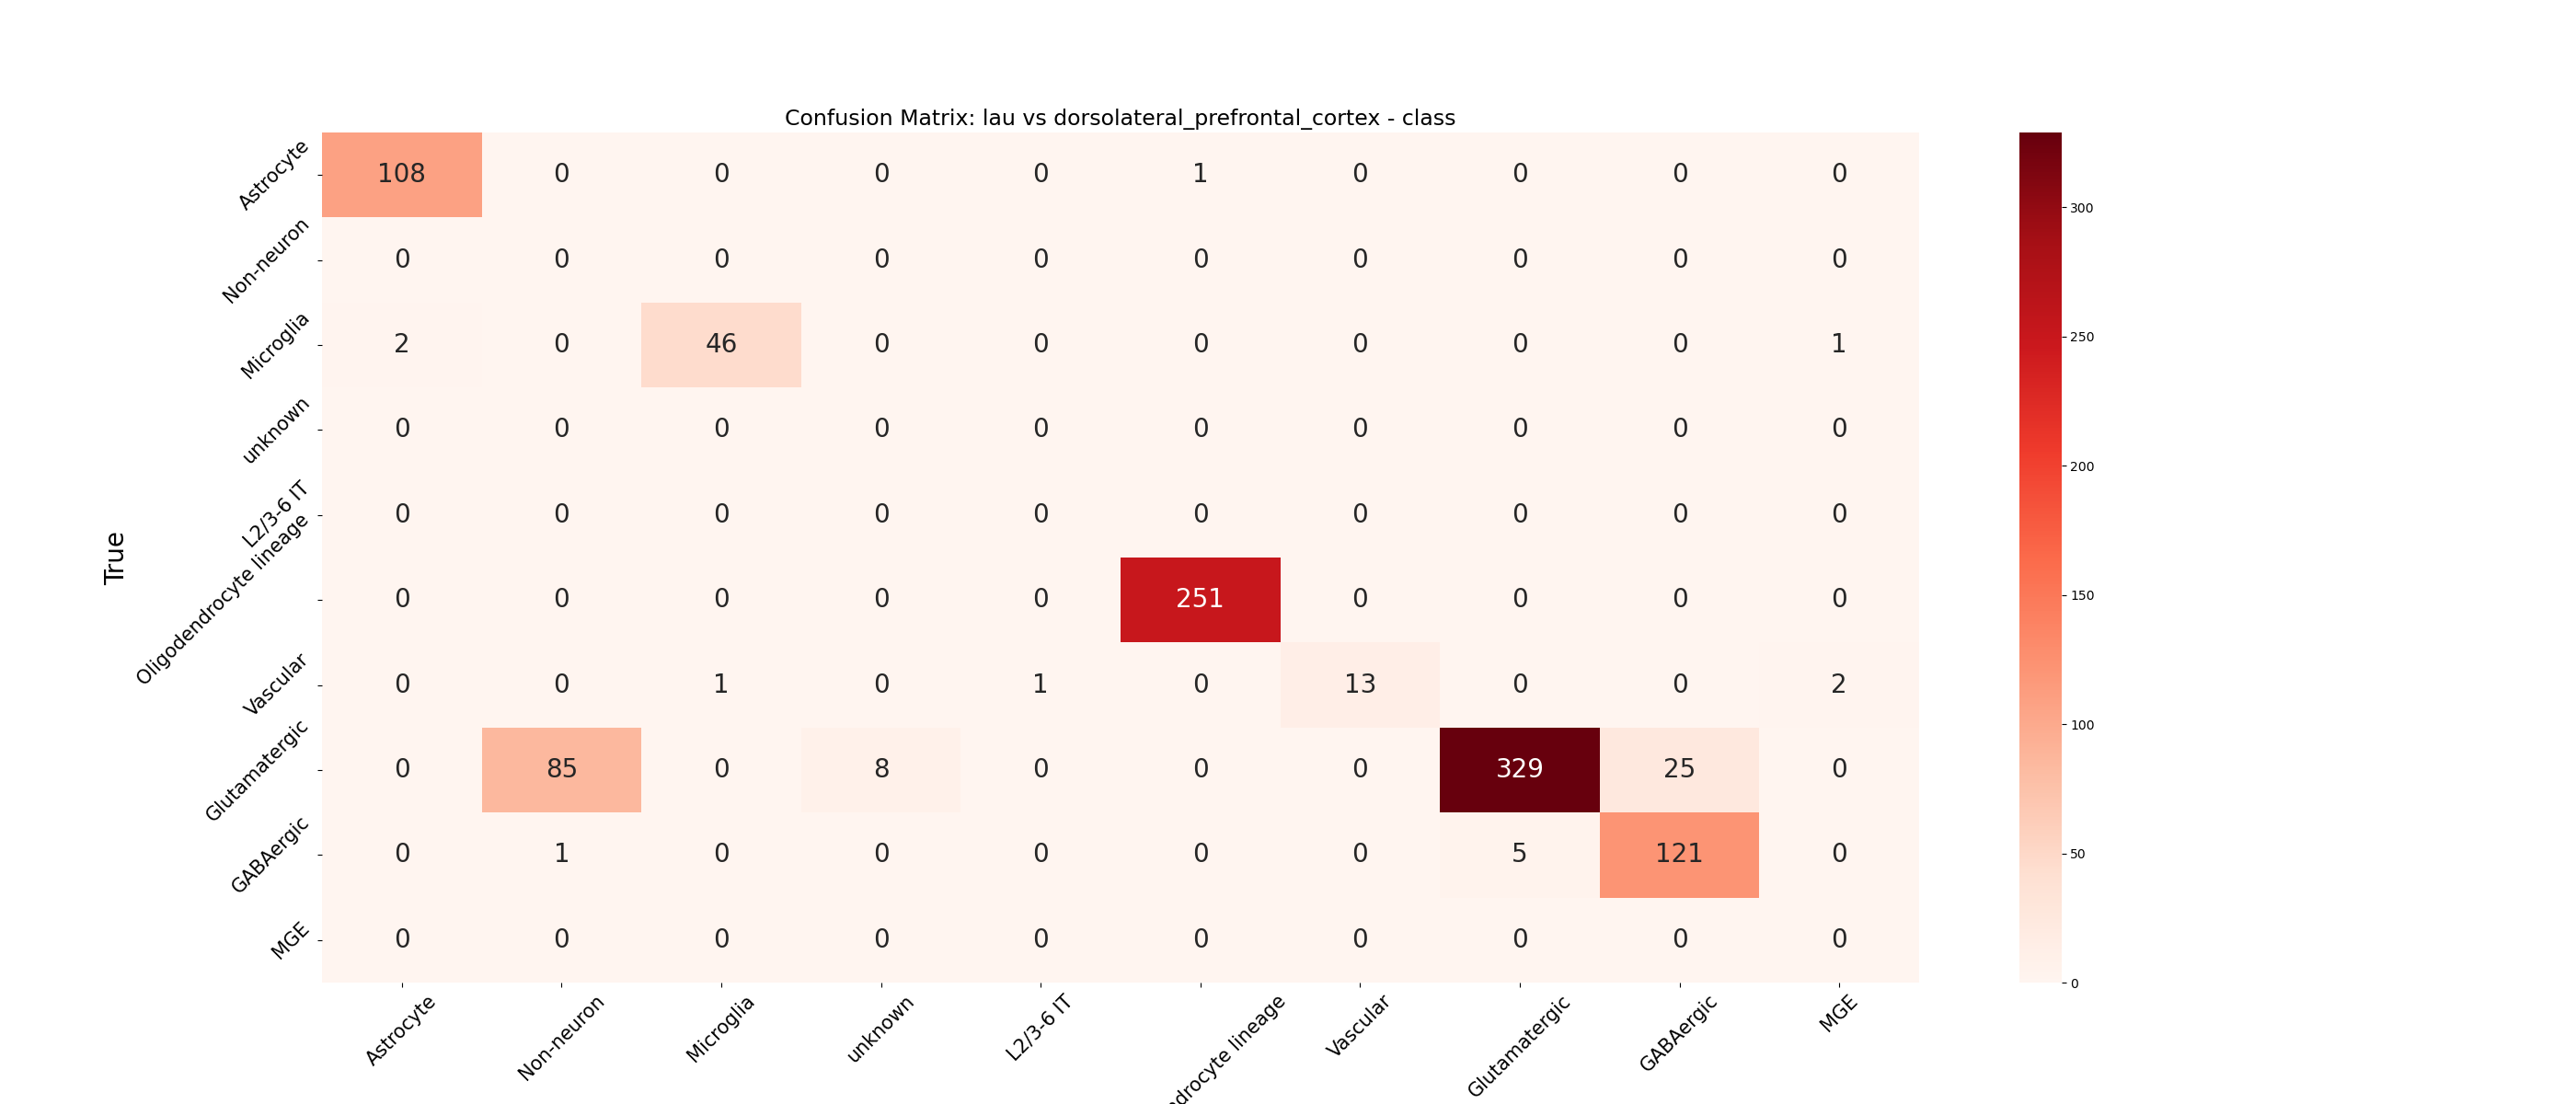 Confusion Matrix: lau vs dorsolateral_prefrontal_cortex - class
True
Astrocyte 108 0 0 0 0 1 0 0 0 0
Non-neuron 0 0 0 0 0 0 0 0 0 0
Microglia 2 0 46 0 0 0 0 0 0 1
unknown 0 0 0 0 0 0 0 0 0 0
L2/3-6 IT 0 0 0 0 0 0 0 0 0 0
Oligodendrocyte lineage 0 0 0 0 0 251 0 0 0 0
Vascular 0 0 1 0 1 0 13 0 0 2
Glutamatergic 0 85 0 8 0 0 0 329 25 0
GABAergic 0 1 0 0 0 0 0 5 121 0
MGE 0 0 0 0 0 0 0 0 0 0
Astrocyte Non-neuron Microglia unknown L2/3-6 IT drocyte lineage Vascular Glutamatergic GABAergic MGE
300
250
200
150
100
50
0